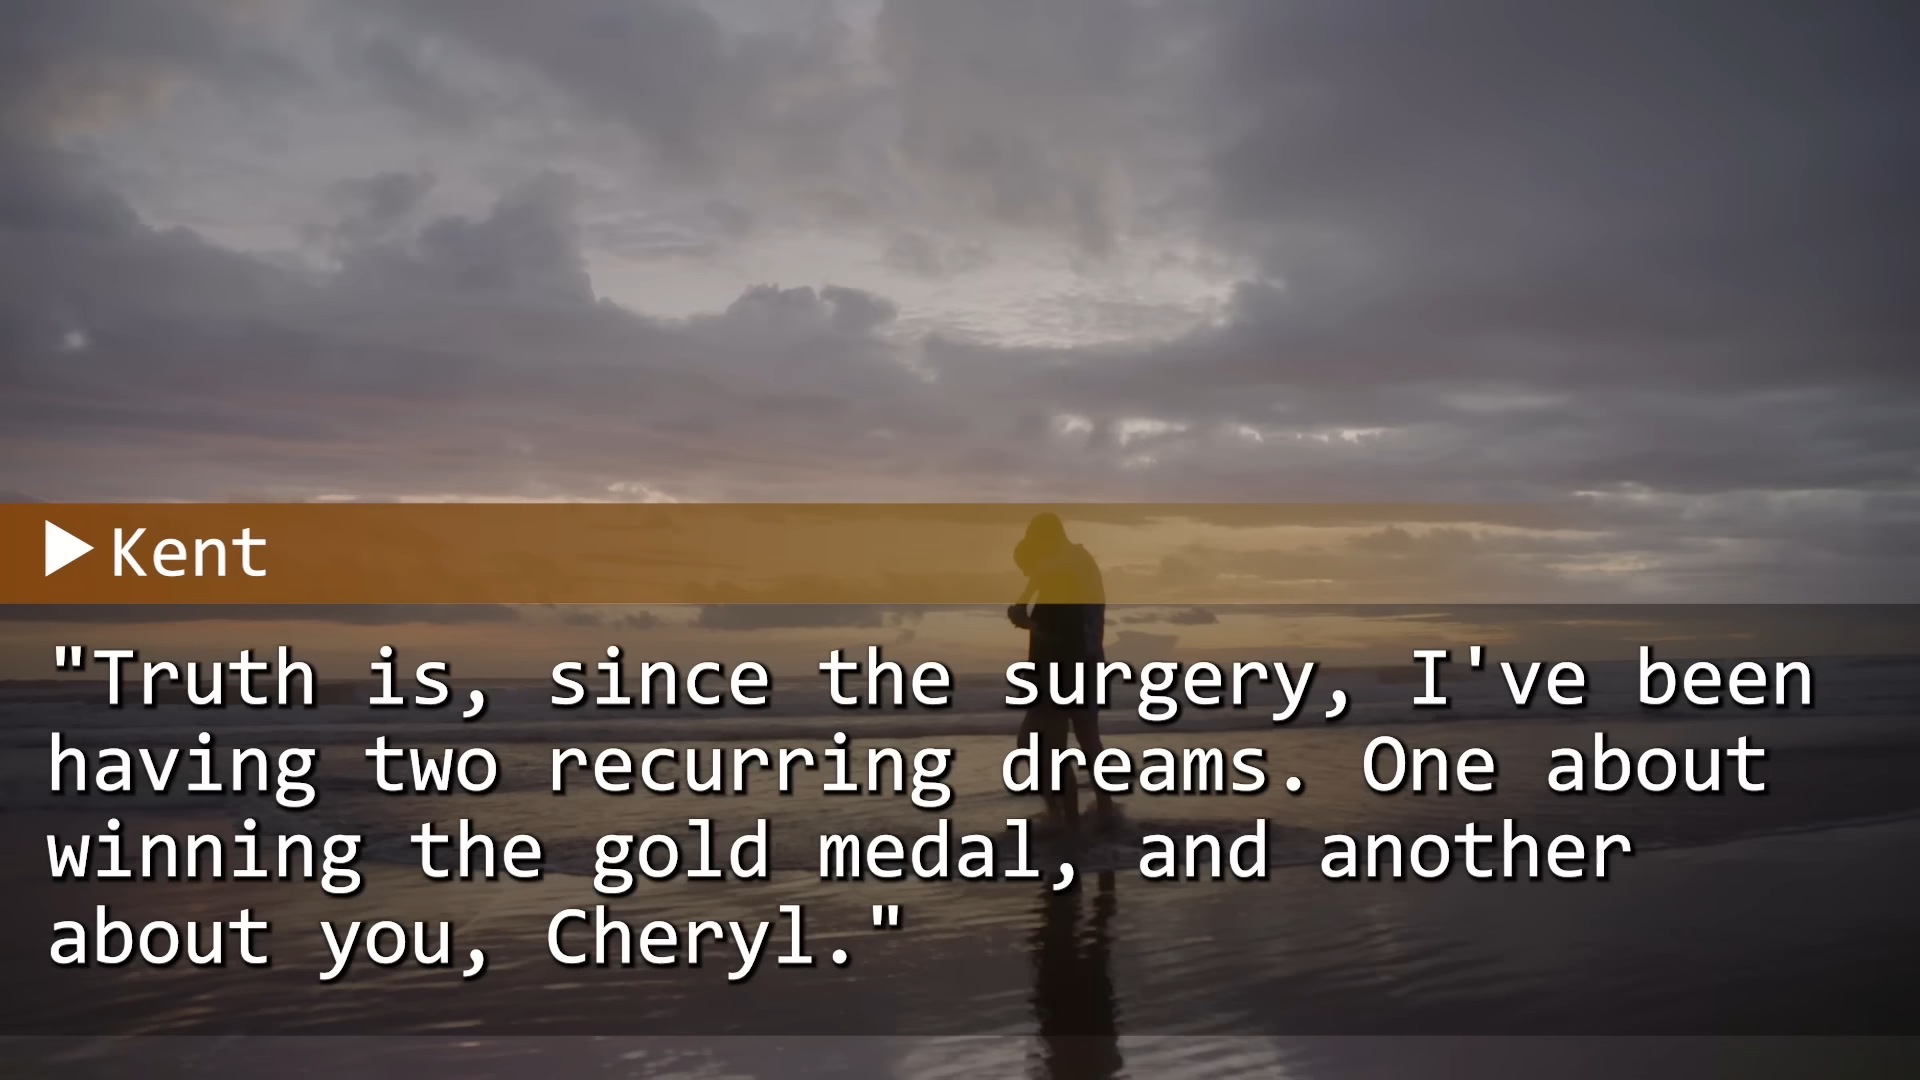 Kent
"Truth is, since the surgery, I've been
having two recurring dreams. One about
winning the gold medal, and another
about you, Cheryl."